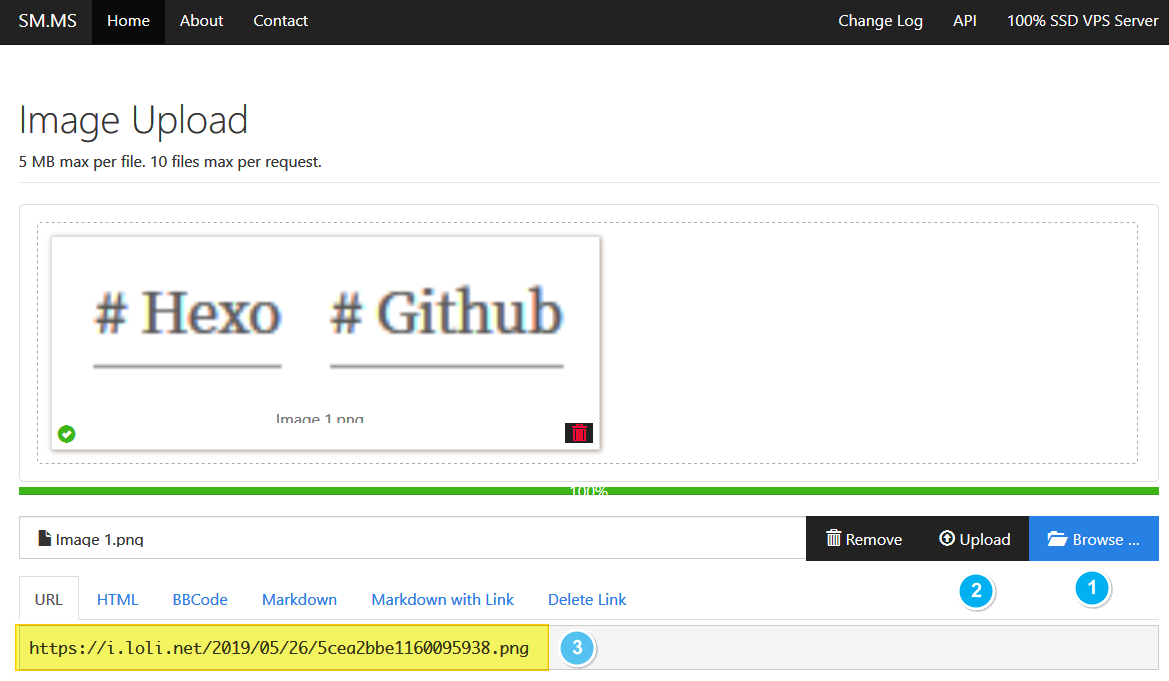 SM.MS Home About Contact Change Log API 100% SSD VPS Server
Image Upload
5 MB max per file. 10 files max per request.
# Hexo # Github
Image 1.png
100%
Image 1.png Remove Upload Browse ...
URL HTML BBCode Markdown Markdown with Link Delete Link
2 1
https://i.loli.net/2019/05/26/5cea2bbe1160095938.png 3